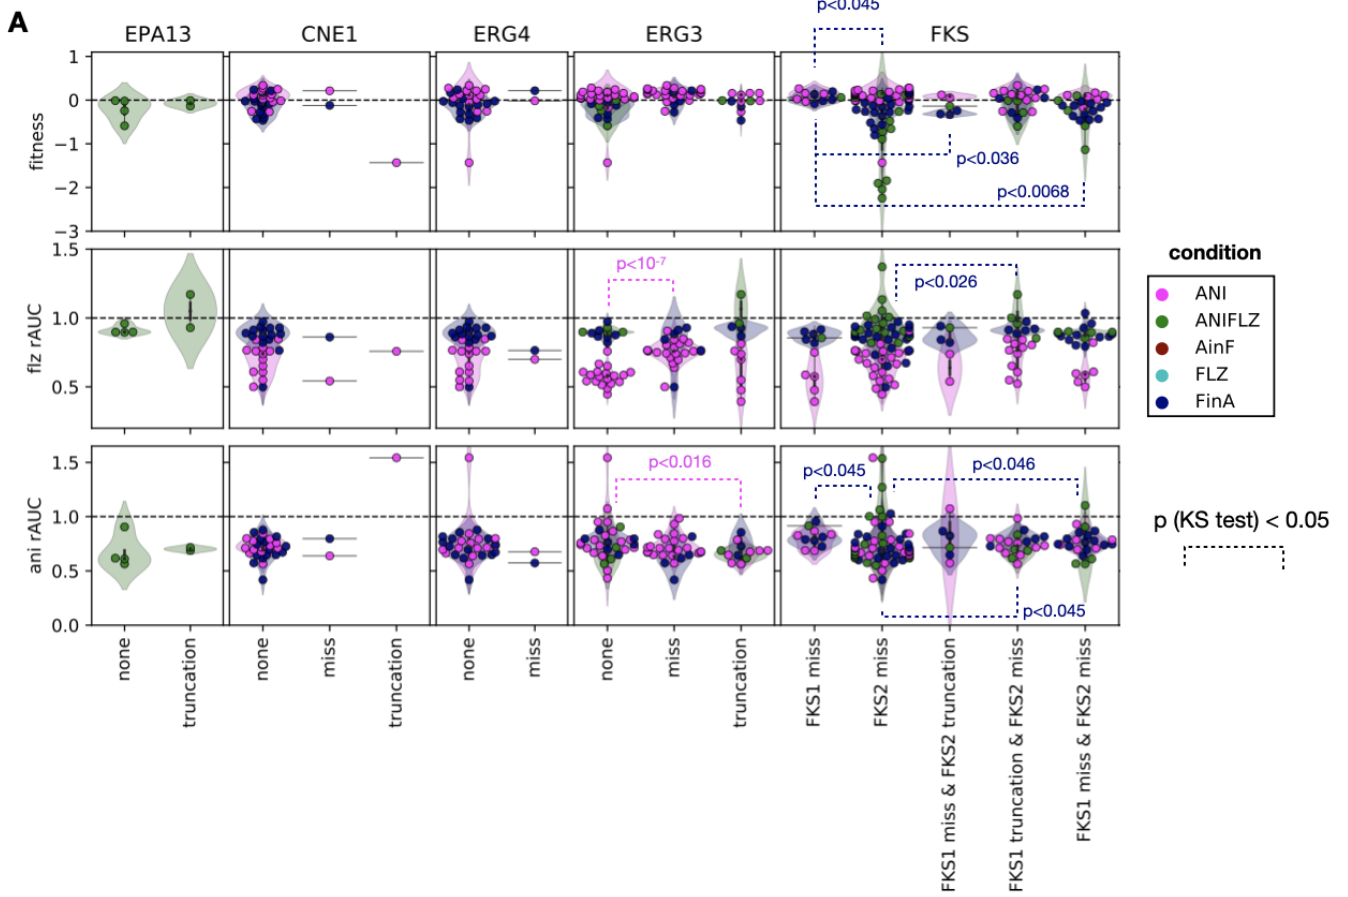 A
p<0.045
EPA13 CNE1 ERG4 ERG3 FKS
fitness
1
0
−1
−2
−3
p<0.036
p<0.0068
flz rAUC
1.5
1.0
0.5
p<10⁻⁷
p<0.026
ani rAUC
1.5
1.0
0.5
0.0
p<0.016
p<0.045
p<0.046
p<0.045
none
truncation
none
miss
truncation
none
miss
none
miss
truncation
FKS1 miss
FKS2 miss
FKS1 miss & FKS2 truncation
FKS1 truncation & FKS2 miss
FKS1 miss & FKS2 miss
condition
ANI
ANIFLZ
AinF
FLZ
FinA
p (KS test) < 0.05